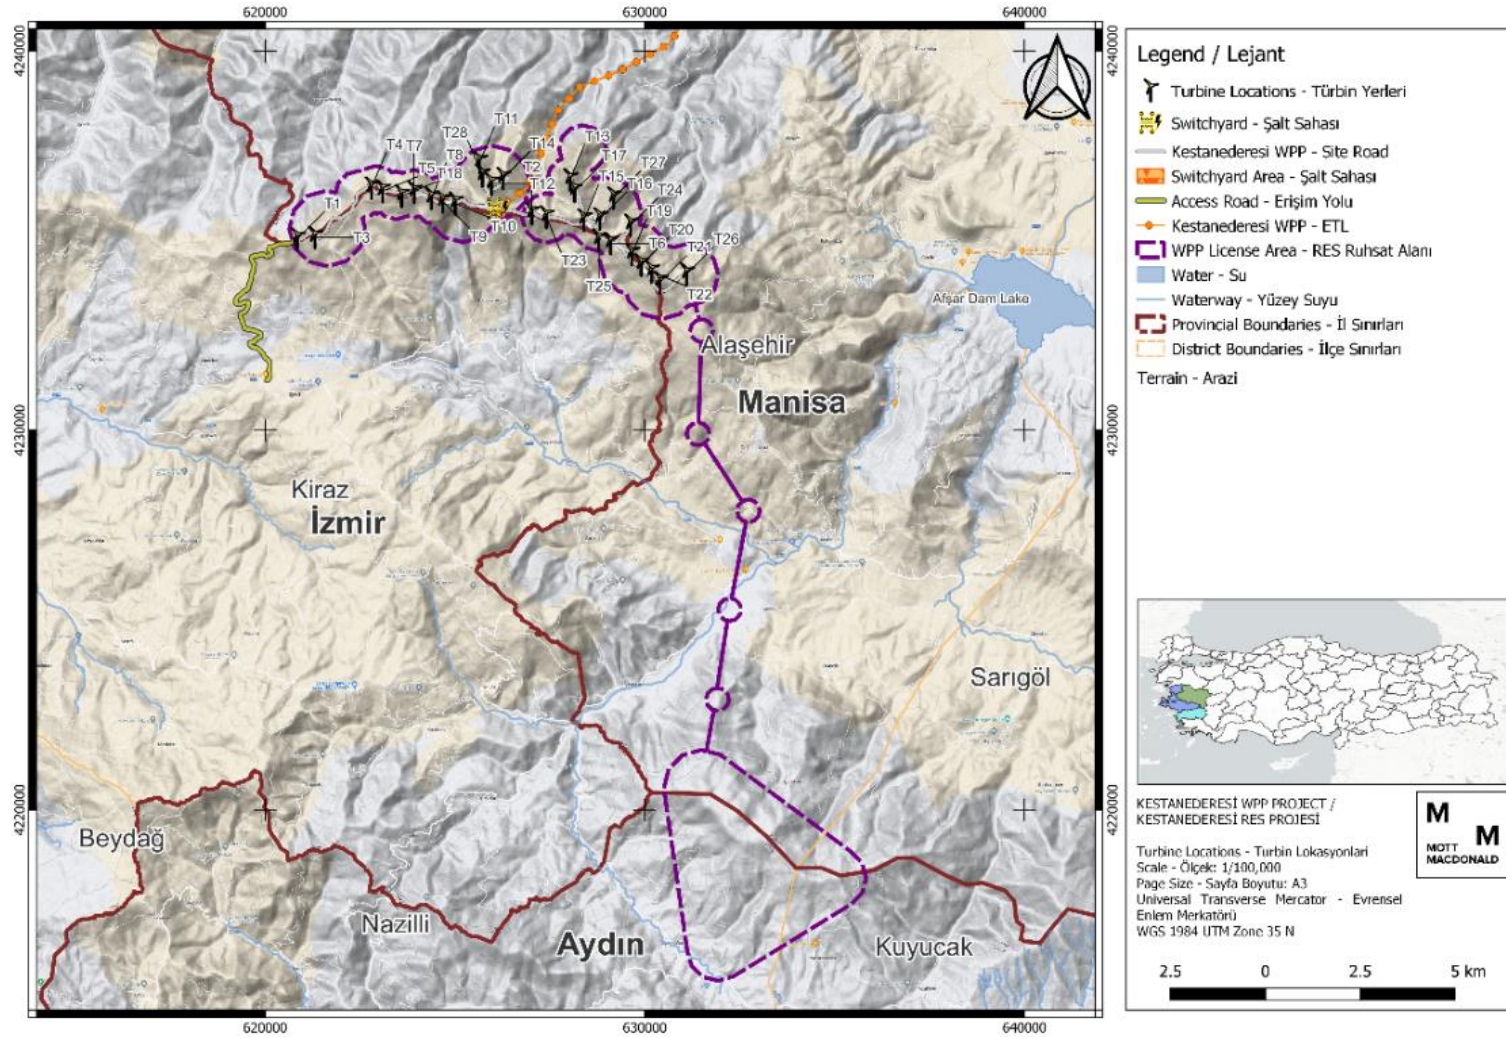 620000
630000
640000
4240000
4240000
T11
T28
T4
T7
T8
T14
T13
T5
T2
T17
T27
T18
T15
T12
T16
T24
T1
T19
T10
T20
T3
T9
T6
T21
T26
T23
T25
T22
Afşar Dam Lake
Alaşehir
Manisa
4230000
4230000
Kiraz
İzmir
Sarıgöl
4220000
4220000
Beydağ
Nazilli
Aydın
Kuyucak
620000
630000
640000
Legend / Lejant
Turbine Locations - Türbin Yerleri
Switchyard - Şalt Sahası
Kestanederesi WPP - Site Road
Switchyard Area - Şalt Sahası
Access Road - Erişim Yolu
Kestanederesi WPP - ETL
WPP License Area - RES Ruhsat Alanı
Water - Su
Waterway - Yüzey Suyu
Provincial Boundaries - İl Sınırları
District Boundaries - İlçe Sınırları
Terrain - Arazi
KESTANEDERESİ WPP PROJECT /
KESTANEDERESİ RES PROJESİ
M
M
MOTT
MACDONALD
Turbine Locations - Turbin Lokasyonlari
Scale - Ölçek: 1/100,000
Page Size - Sayfa Boyutu: A3
Universal Transverse Mercator - Evrensel
Enlem Merkatörü
WGS 1984 UTM Zone 35 N
2.5 0 2.5 5 km